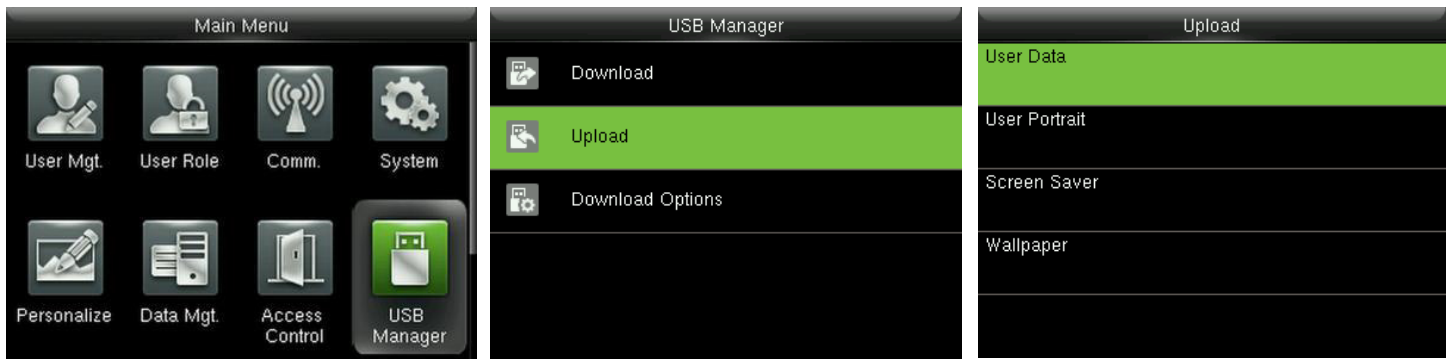 Main Menu
User Mgt.
User Role
Comm.
System
Personalize
Data Mgt.
Access
Control
USB
Manager
USB Manager
Download
Upload
Download Options
Upload
User Data
User Portrait
Screen Saver
Wallpaper